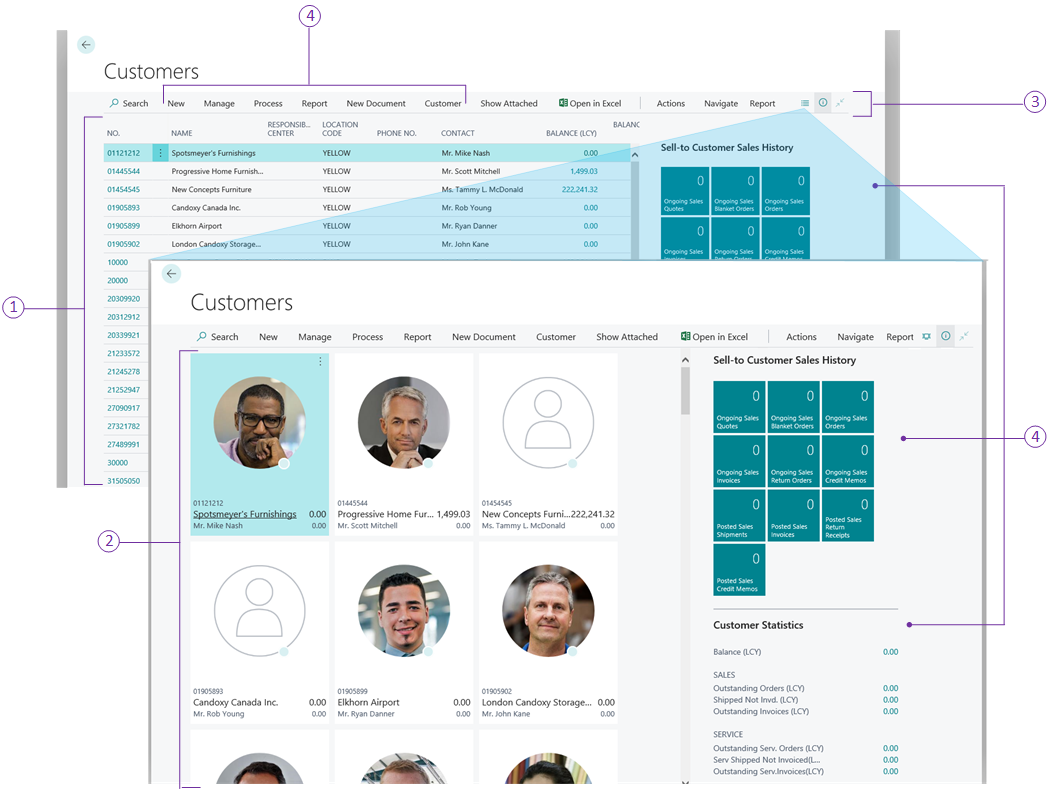 4
Customers
Search New Manage Process Report New Document Customer Show Attached Open in Excel Actions Navigate Report
3
1
NO. NAME RESPONSIB... CENTER LOCATION CODE PHONE NO. CONTACT BALANCE (LCY) BALANC
01121212 Spotsmeyer's Furnishings YELLOW Mr. Mike Nash 0.00
01445544 Progressive Home Furnish... YELLOW Mr. Scott Mitchell 1,499.03
01454545 New Concepts Furniture YELLOW Ms. Tammy L. McDonald 222,241.32
01905893 Candoxy Canada Inc. YELLOW Mr. Rob Young 0.00
01905899 Elkhorn Airport YELLOW Mr. Ryan Danner 0.00
01905902 London Candoxy Storage... YELLOW Mr. John Kane 0.00
10000
20000
20309920
20312912
20339921
21233572
21245278
21252947
27090917
27321782
27489991
30000
31505050
Sell-to Customer Sales History
0 0 0
Ongoing Sales Quotes
Ongoing Sales Blanket Orders
Ongoing Sales Orders
0 0 0
Ongoing Sales Invoices
Ongoing Sales Return Orders
Ongoing Sales Credit Memos
Customers
Search New Manage Process Report New Document Customer Show Attached Open in Excel Actions Navigate Report
2
01121212
Spotsmeyer's Furnishings 0.00
Mr. Mike Nash 0.00
01445544
Progressive Home Fur... 1,499.03
Mr. Scott Mitchell 0.00
01454545
New Concepts Furni...222,241.32
Ms. Tammy L. McDonald 0.00
01905893
Candoxy Canada Inc. 0.00
Mr. Rob Young 0.00
01905899
Elkhorn Airport 0.00
Mr. Ryan Danner 0.00
01905902
London Candoxy Storage... 0.00
Mr. John Kane 0.00
Sell-to Customer Sales History
4
0
Ongoing Sales
Quotes
0
Ongoing Sales
Blanket Orders
0
Ongoing Sales
Orders
0
Ongoing Sales
Invoices
0
Ongoing Sales
Return Orders
0
Ongoing Sales
Credit Memos
0
Posted Sales
Shipments
0
Posted Sales
Invoices
0
Posted Sales
Return
Receipts
0
Posted Sales
Credit Memos
Customer Statistics
Balance (LCY) 0.00
SALES
Outstanding Orders (LCY) 0.00
Shipped Not Invd. (LCY) 0.00
Outstanding Invoices (LCY) 0.00
SERVICE
Outstanding Serv. Orders (LCY) 0.00
Serv Shipped Not Invoiced(L... 0.00
Outstanding Serv.Invoices(LCY) 0.00